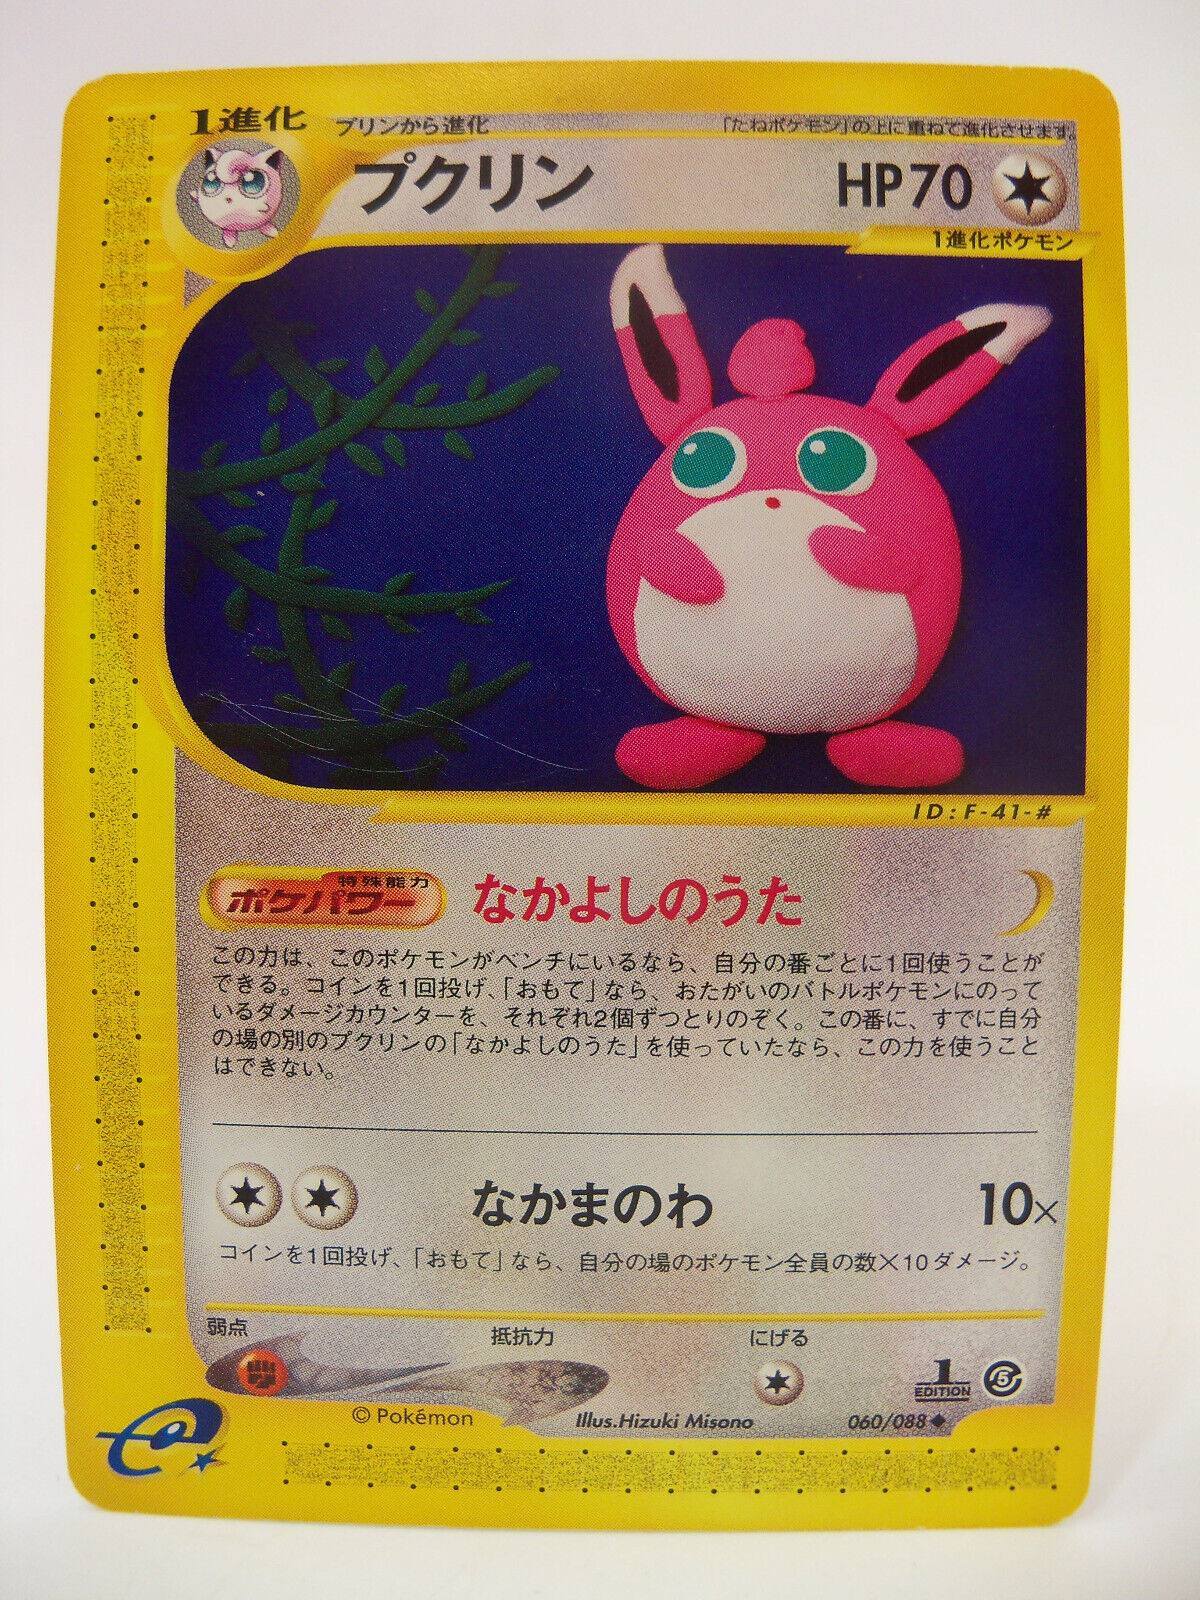 1進化 プリンから進化 「たねポケモン」の上に重ねて進化させます。
プクリン HP70
1進化ポケモン
ID:F-41-#
特殊能力
ポケパワー なかよしのうた
この力は、このポケモンがベンチにいるなら、自分の番ごとに1回使うことが
できる。コインを1回投げ、「おもて」なら、おたがいのバトルポケモンにのって
いるダメージカウンターを、それぞれ2個ずつとりのぞく。この番に、すでに自分
の場の別のプクリンの「なかよしのうた」を使っていたなら、この力を使うこと
はできない。
なかまのわ 10×
コインを1回投げ、「おもて」なら、自分の場のポケモン全員の数×10ダメージ。
弱点 抵抗力 にげる
1
EDITION
5
© Pokémon Illus.Hizuki Misono 060/088◆
e